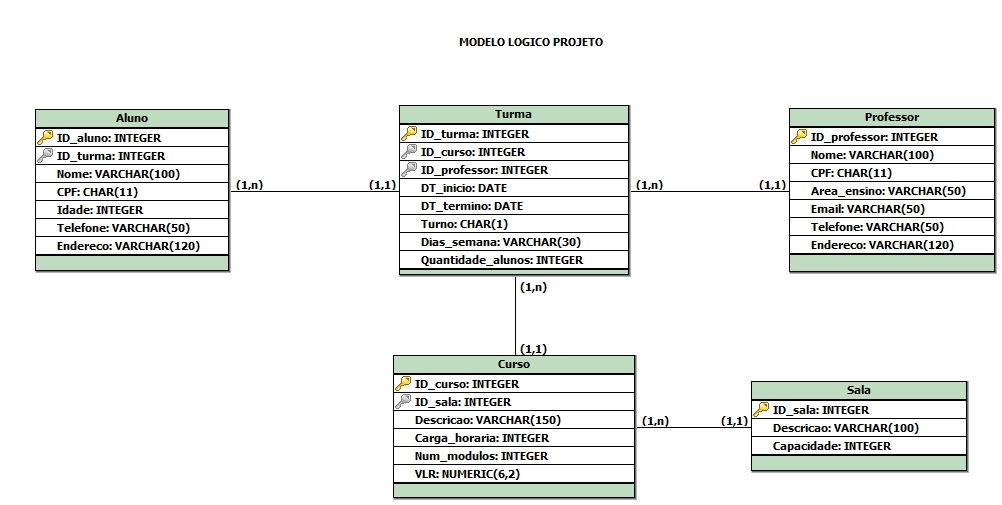 MODELO LOGICO PROJETO
Aluno
ID_aluno: INTEGER
ID_turma: INTEGER
Nome: VARCHAR(100)
CPF: CHAR(11)
Idade: INTEGER
Telefone: VARCHAR(50)
Endereco: VARCHAR(120)
(1,n)
(1,1)
Turma
ID_turma: INTEGER
ID_curso: INTEGER
ID_professor: INTEGER
DT_inicio: DATE
DT_termino: DATE
Turno: CHAR(1)
Dias_semana: VARCHAR(30)
Quantidade_alunos: INTEGER
(1,n)
(1,1)
Professor
ID_professor: INTEGER
Nome: VARCHAR(100)
CPF: CHAR(11)
Area_ensino: VARCHAR(50)
Email: VARCHAR(50)
Telefone: VARCHAR(50)
Endereco: VARCHAR(120)
(1,n)
(1,1)
Curso
ID_curso: INTEGER
ID_sala: INTEGER
Descricao: VARCHAR(150)
Carga_horaria: INTEGER
Num_modulos: INTEGER
VLR: NUMERIC(6,2)
(1,n)
(1,1)
Sala
ID_sala: INTEGER
Descricao: VARCHAR(100)
Capacidade: INTEGER